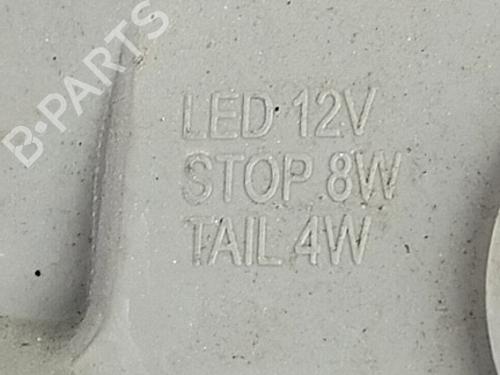 B-PARTS
LED 12V
STOP 8W
TAIL 4W